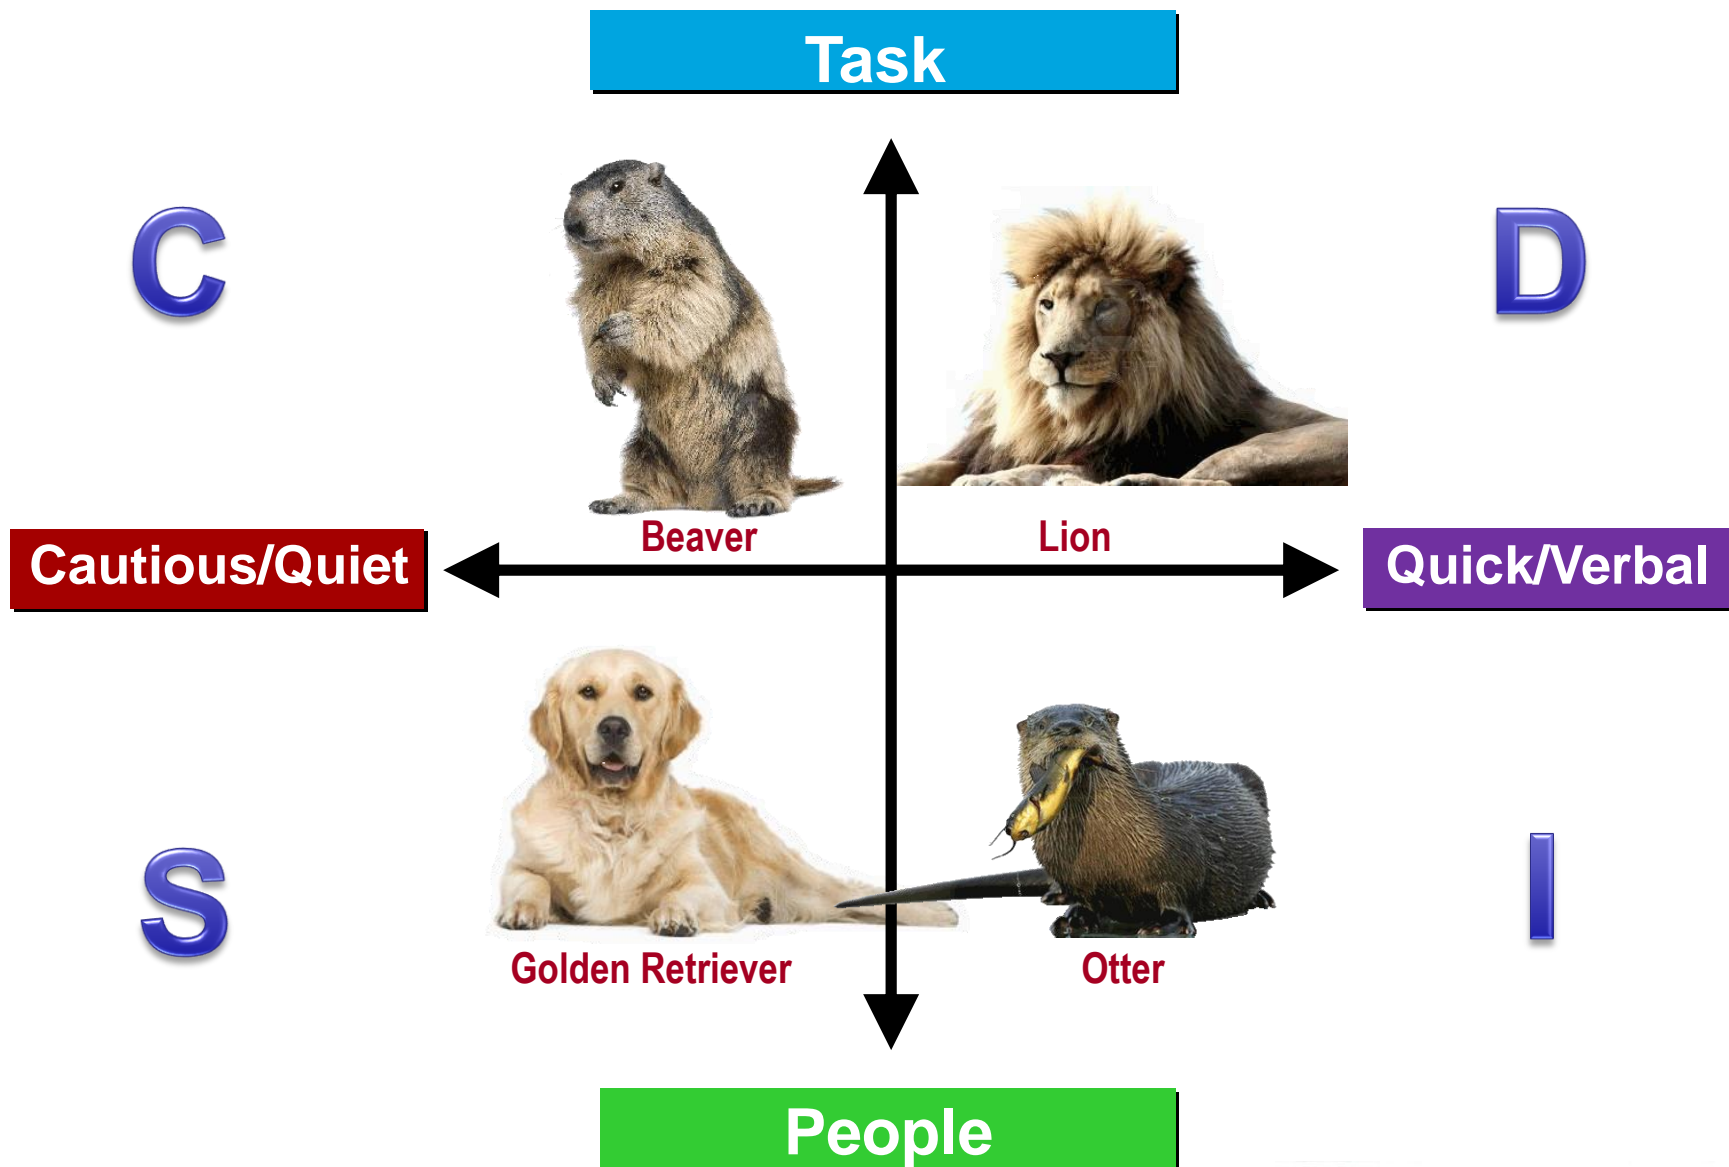 Task
C
D
Beaver
Lion
Cautious/Quiet
Quick/Verbal
S
I
Golden Retriever
Otter
People